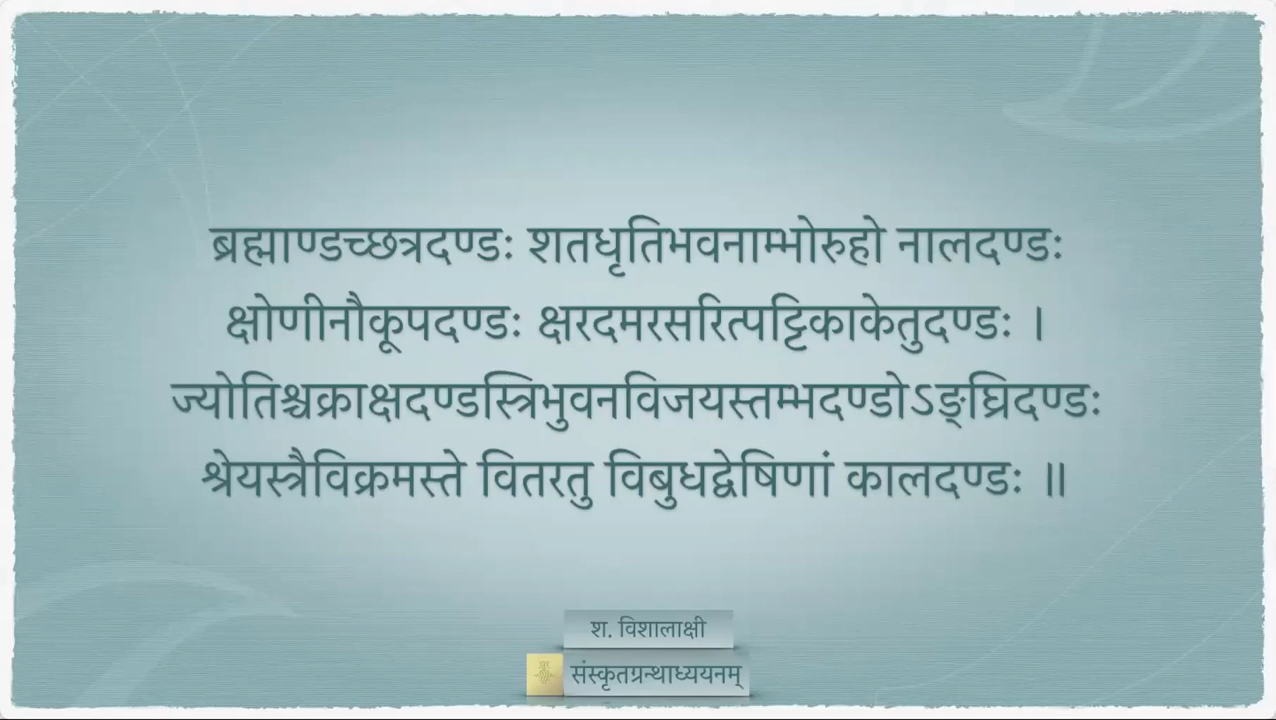 ब्रह्माण्डच्छत्रदण्डः शतधृतिभवनाम्भोरुहो नालदण्डः
क्षोणीनौकूपदण्डः क्षरदमरसरित्पट्टिकाकेतुदण्डः ।
ज्योतिश्चक्राक्षदण्डस्त्रिभुवनविजयस्तम्भदण्डोऽङ्घ्रिदण्डः
श्रेयस्त्रैविक्रमस्ते वितरतु विबुधद्वेषिणां कालदण्डः ॥
श. विशालाक्षी
संस्कृतग्रन्थाध्ययनम्